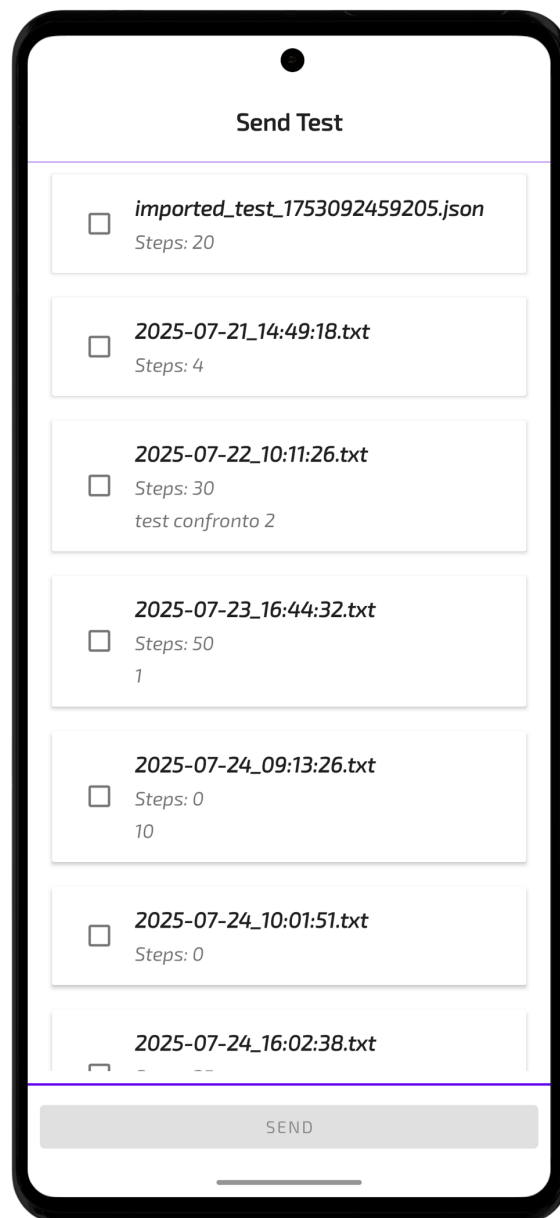 Send Test
imported_test_1753092459205.json
Steps: 20
2025-07-21_14:49:18.txt
Steps: 4
2025-07-22_10:11:26.txt
Steps: 30
test confronto 2
2025-07-23_16:44:32.txt
Steps: 50
1
2025-07-24_09:13:26.txt
Steps: 0
10
2025-07-24_10:01:51.txt
Steps: 0
2025-07-24_16:02:38.txt
SEND